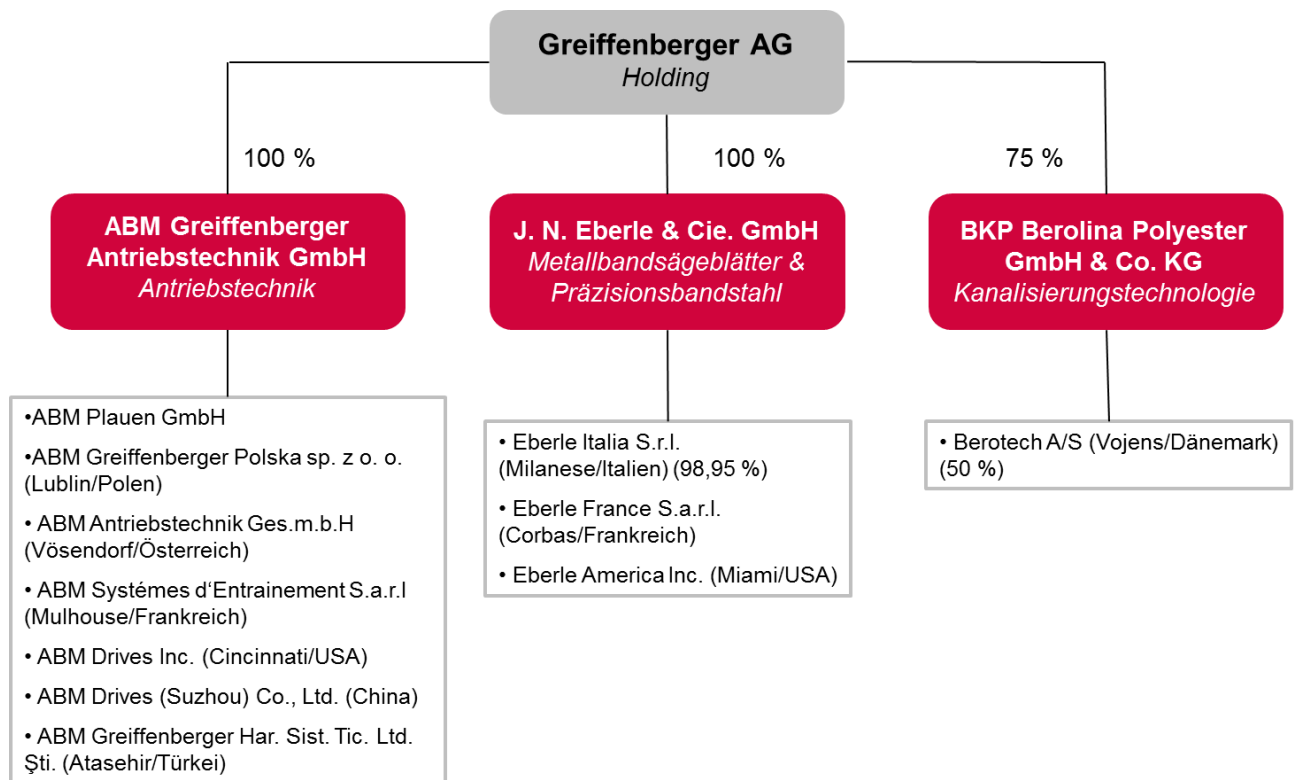 Greiffenberger AG
Holding
100 %
100 %
75 %
ABM Greiffenberger
Antriebstechnik GmbH
Antriebstechnik
J. N. Eberle & Cie. GmbH
Metallbandsägeblätter &
Präzisionsbandstahl
BKP Berolina Polyester
GmbH & Co. KG
Kanalisierungstechnologie
•ABM Plauen GmbH
•ABM Greiffenberger Polska sp. z o. o.
(Lublin/Polen)
• ABM Antriebstechnik Ges.m.b.H
(Vösendorf/Österreich)
• ABM Systémes d‘Entrainement S.a.r.l
(Mulhouse/Frankreich)
• ABM Drives Inc. (Cincinnati/USA)
• ABM Drives (Suzhou) Co., Ltd. (China)
• ABM Greiffenberger Har. Sist. Tic. Ltd.
Şti. (Atasehir/Türkei)
• Eberle Italia S.r.l.
(Milanese/Italien) (98,95 %)
• Eberle France S.a.r.l.
(Corbas/Frankreich)
• Eberle America Inc. (Miami/USA)
• Berotech A/S (Vojens/Dänemark)
(50 %)